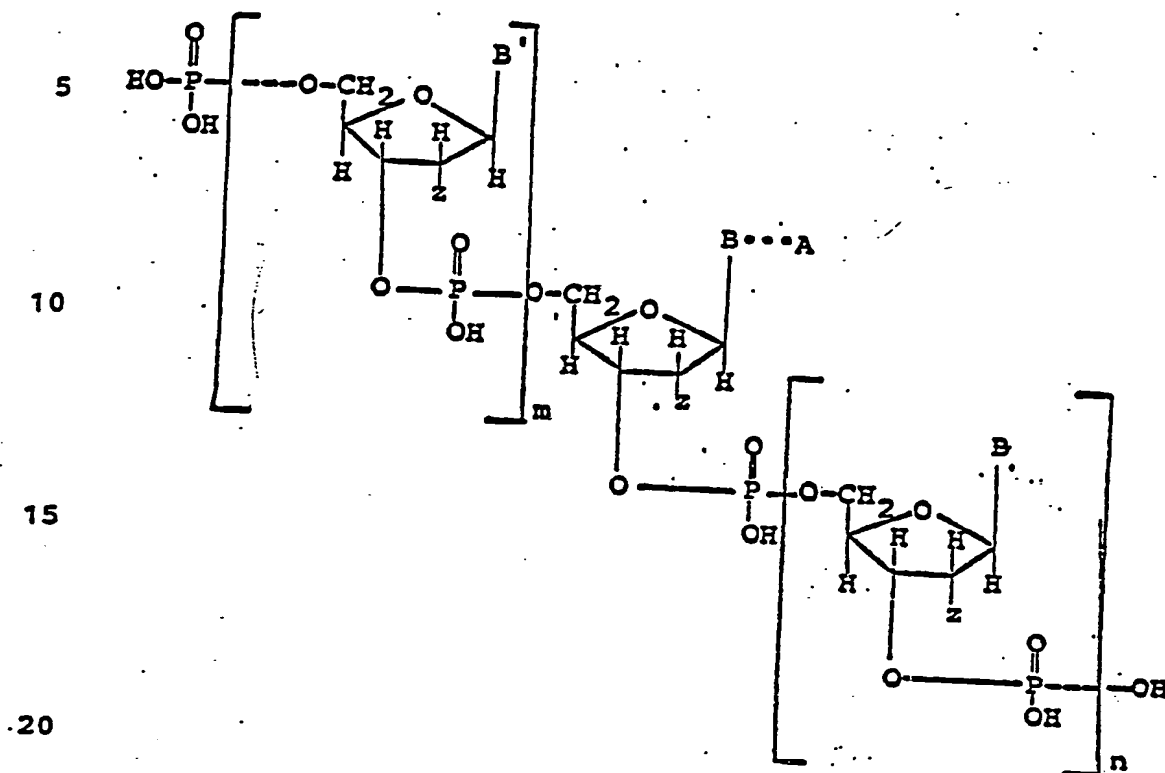 O
B'
5 HO-P-O-CH2 O
OH H H
H z H
O B····A
10 O-P-O-CH2 O
OH H H
H z H
m
O B'
15 O-P-O-CH2 O
OH H H
H z H
O
O-P-OH
OH
20
n